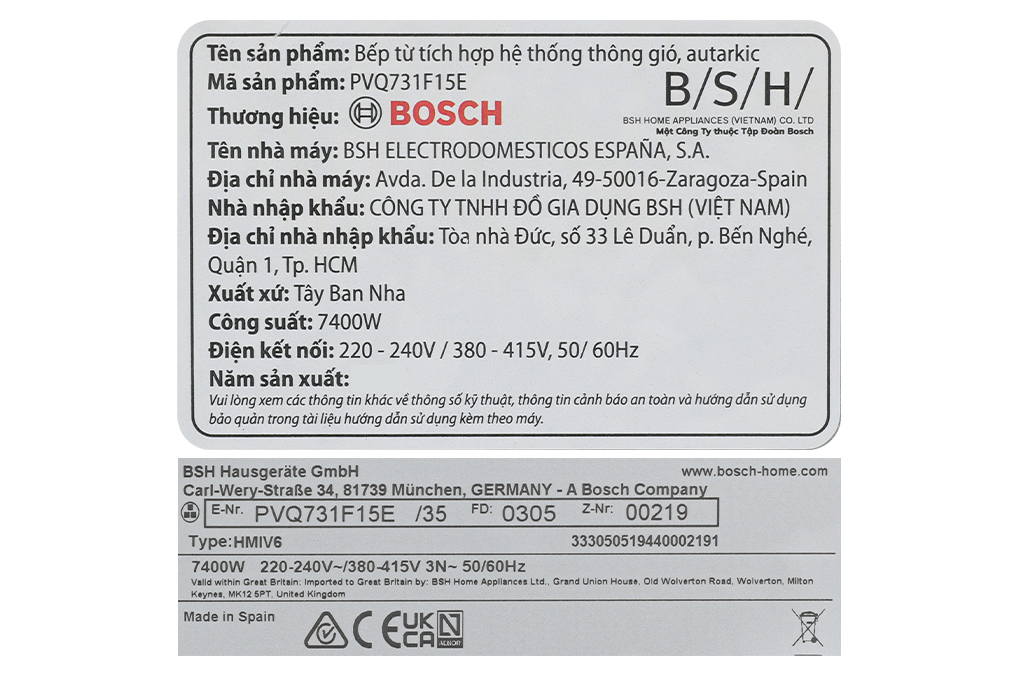 Tên sản phẩm: Bếp từ tích hợp hệ thống thông gió, autarkic
Mã sản phẩm: PVQ731F15E
B/S/H/
Thương hiệu: BOSCH
BSH HOME APPLIANCES (VIETNAM) CO. LTD
Một Công Ty thuộc Tập Đoàn Bosch
Tên nhà máy: BSH ELECTRODOMESTICOS ESPAÑA, S.A.
Địa chỉ nhà máy: Avda. De la Industria, 49-50016-Zaragoza-Spain
Nhà nhập khẩu: CÔNG TY TNHH ĐỒ GIA DỤNG BSH (VIỆT NAM)
Địa chỉ nhà nhập khẩu: Tòa nhà Đức, số 33 Lê Duẩn, p. Bến Nghé,
Quận 1, Tp. HCM
Xuất xứ: Tây Ban Nha
Công suất: 7400W
Điện kết nối: 220 - 240V / 380 - 415V, 50/ 60Hz
Năm sản xuất:
Vui lòng xem các thông tin khác về thông số kỹ thuật, thông tin cảnh báo an toàn và hướng dẫn sử dụng
bảo quản trong tài liệu hướng dẫn sử dụng kèm theo máy.
BSH Hausgeräte GmbH www.bosch-home.com
Carl-Wery-Straße 34, 81739 München, GERMANY - A Bosch Company
E-Nr. PVQ731F15E /35 FD: 0305 Z-Nr: 00219
Type: HMIV6 333050519440002191
7400W 220-240V~/380-415V 3N~ 50/60Hz
Valid within Great Britain: Imported to Great Britain by: BSH Home Appliances Ltd., Grand Union House, Old Wolverton Road, Wolverton, Milton
Keynes, MK12 5PT, United Kingdom
Made in Spain
CE UK CA N AENOR